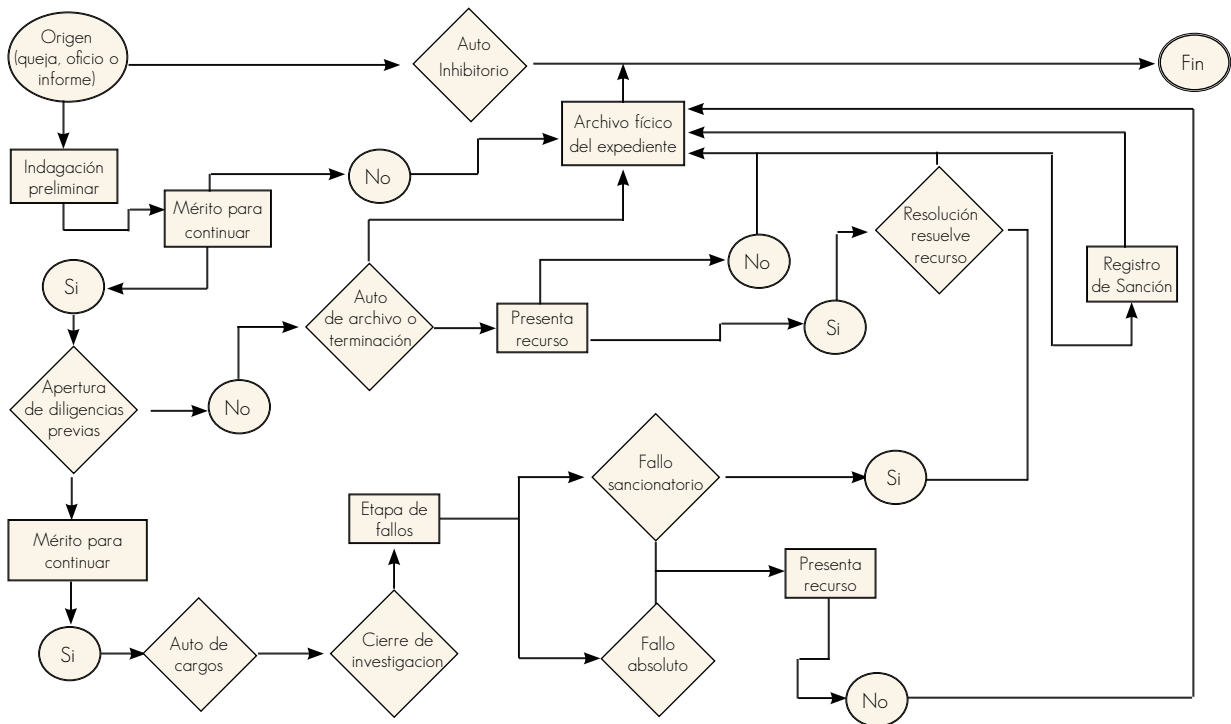 Origen
(queja, oficio o
informe)
Auto
Inhibitorio
Fin
Archivo fícico
del expediente
Indagación
preliminar
No
Mérito para
continuar
Resolución
resuelve
recurso
No
Registro
de Sanción
Si
Auto
de archivo o
terminación
Presenta
recurso
Si
Apertura
de diligencias
previas
No
Fallo
sancionatorio
Si
Etapa de
fallos
Mérito para
continuar
Presenta
recurso
Si
Auto de
cargos
Cierre de
investigacion
Fallo
absoluto
No